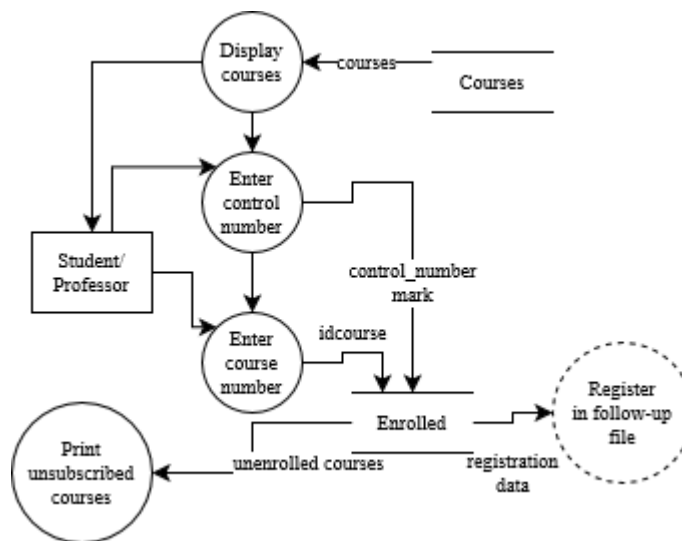 Display
courses
courses
Courses
Enter
control
number
Student/
Professor
control_number
mark
Enter
course
number
idcourse
Register
in follow-up
file
Enrolled
Print
unsubscribed
courses
unenrolled courses
registration
data